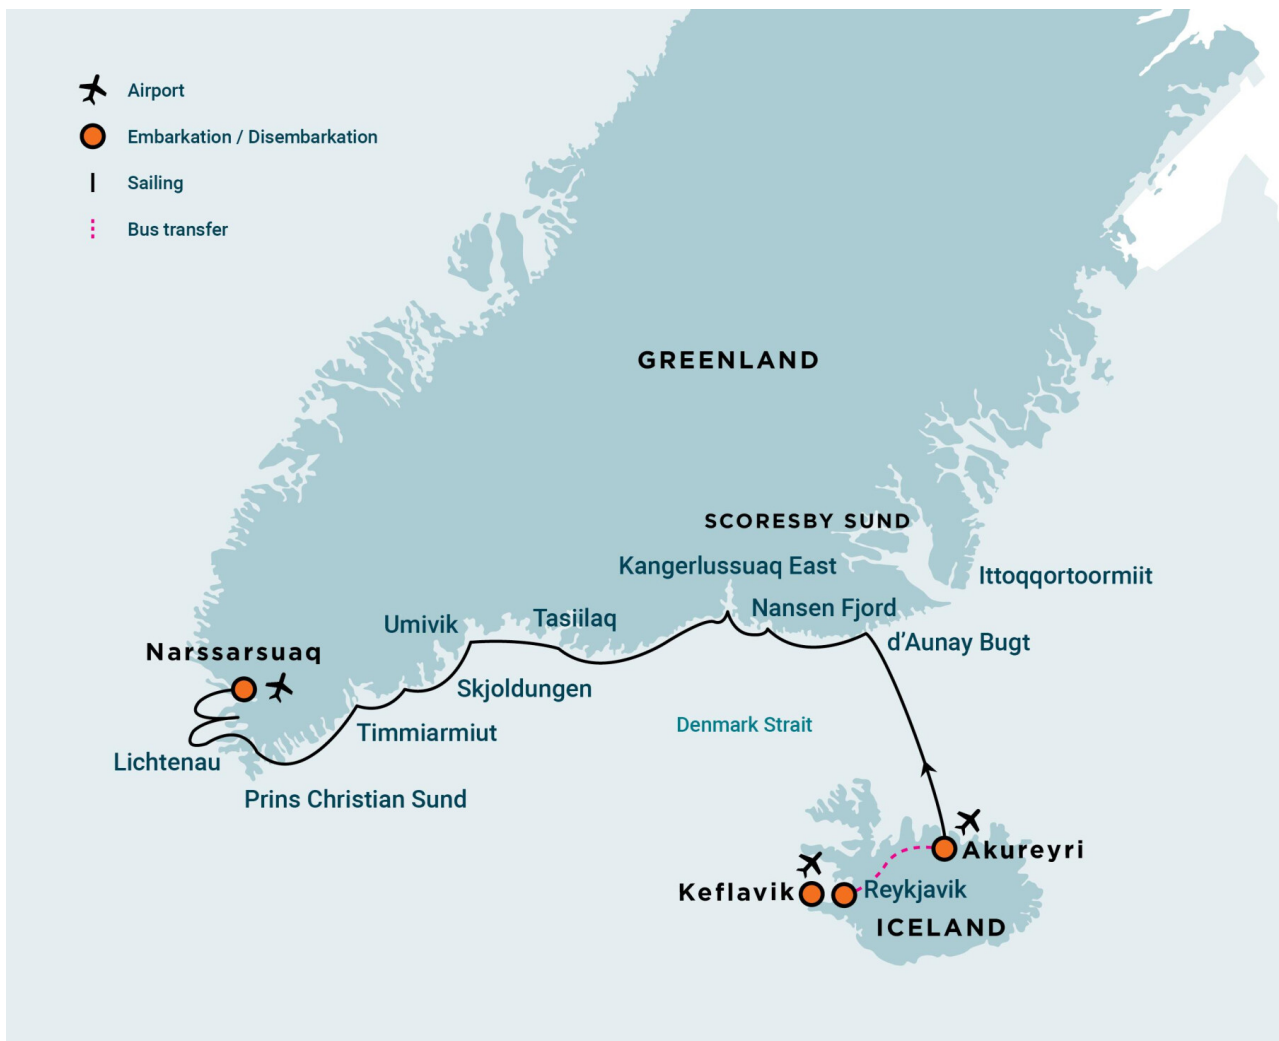 Airport
Embarkation / Disembarkation
Sailing
Bus transfer
GREENLAND
SCORESBY SUND
Kangerlussuaq East
Ittoqqortoormiit
Nansen Fjord
Tasiilaq
Umivik
d'Aunay Bugt
Narssarsuaq
Skjoldungen
Denmark Strait
Timmiarmiut
Lichtenau
Prins Christian Sund
Akureyri
Keflavik
Reykjavik
ICELAND